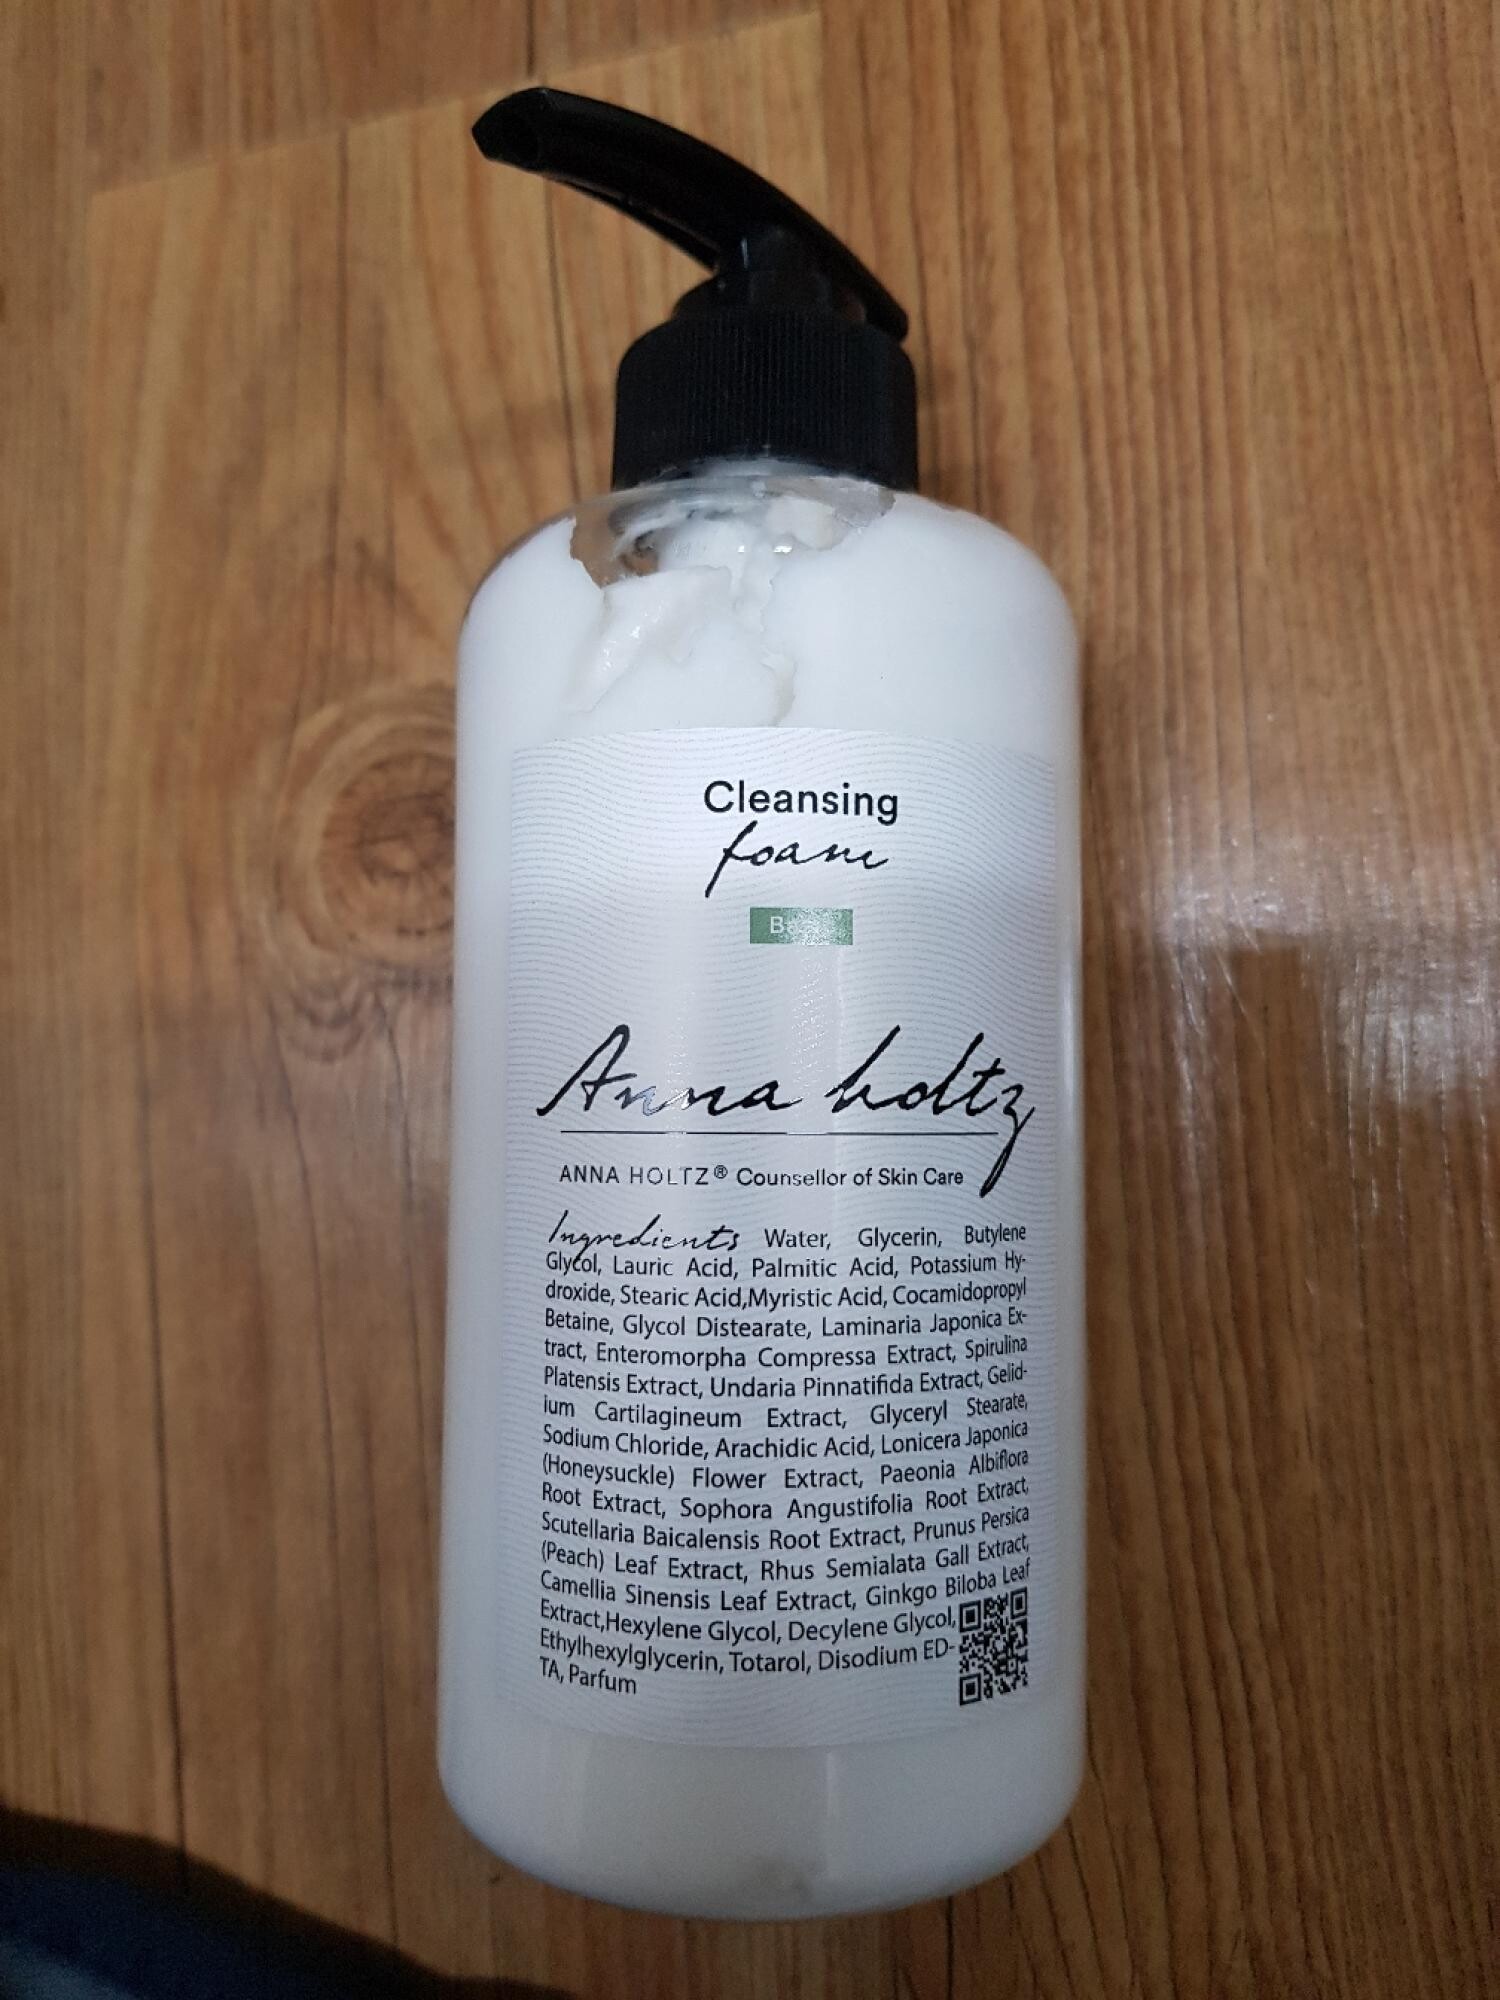 Cleansing
foam
Anna holtz
ANNA HOLTZ® Counsellor of Skin Care
Ingredients Water, Glycerin, Butylene
Glycol, Lauric Acid, Palmitic Acid, Potassium Hy-
droxide, Stearic Acid,Myristic Acid, Cocamidopropyl
Betaine, Glycol Distearate, Laminaria Japonica Ex-
tract, Enteromorpha Compressa Extract, Spirulina
Platensis Extract, Undaria Pinnatifida Extract, Gelid-
ium Cartilagineum Extract, Glyceryl Stearate,
Sodium Chloride, Arachidic Acid, Lonicera Japonica
(Honeysuckle) Flower Extract, Paeonia Albiflora
Root Extract, Sophora Angustifolia Root Extract,
Scutellaria Baicalensis Root Extract, Prunus Persica
(Peach) Leaf Extract, Rhus Semialata Gall Extract,
Camellia Sinensis Leaf Extract, Ginkgo Biloba Leaf
Extract,Hexylene Glycol, Decylene Glycol,
Ethylhexylglycerin, Totarol, Disodium ED-
TA, Parfum